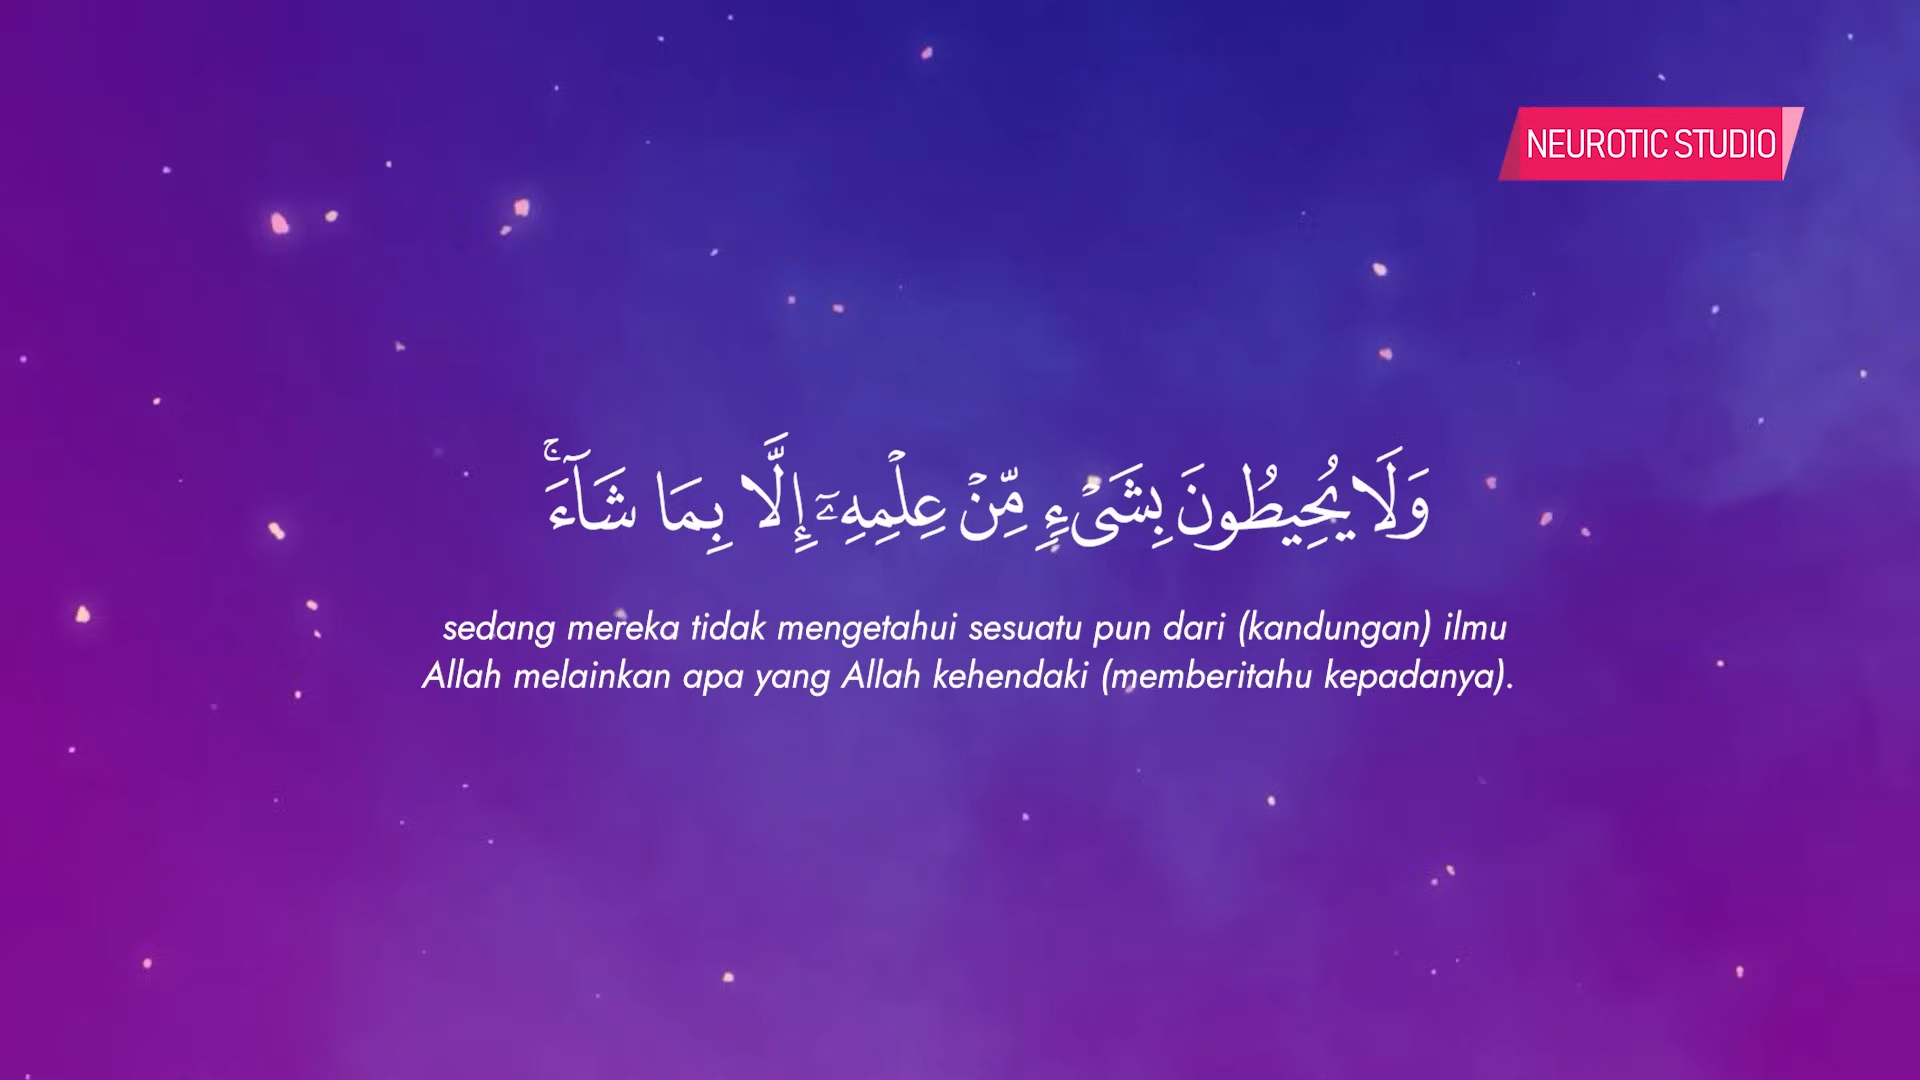 NEUROTIC STUDIO
وَلَا يُحِيطُونَ بِشَىْءٍ مِّنْ عِلْمِهِۦٓ إِلَّا بِمَا شَآءَ ۚ
sedang mereka tidak mengetahui sesuatu pun dari (kandungan) ilmu
Allah melainkan apa yang Allah kehendaki (memberitahu kepadanya).